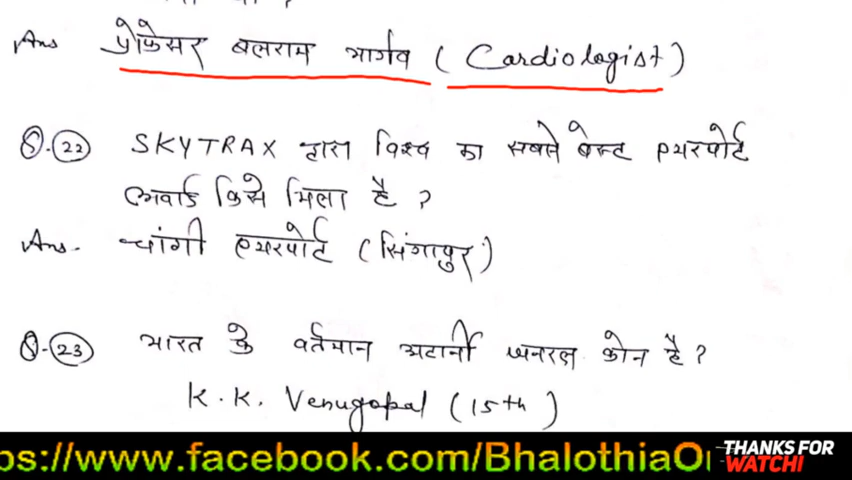 Ans प्रोफेसर बलराम भार्गव (Cardiologist)
Q.22 SKYTRAX द्वारा विश्व का सबसे बेस्ट एयरपोर्ट
अवार्ड किसे मिला है ?
Ans. चांगी एयरपोर्ट (सिंगापुर)
Q.23 भारत के वर्तमान अटार्नी जनरल कौन है ?
K.K. Venugopal (15th)
ps://www.facebook.com/BhalothiaO
THANKS FOR
WATCHI